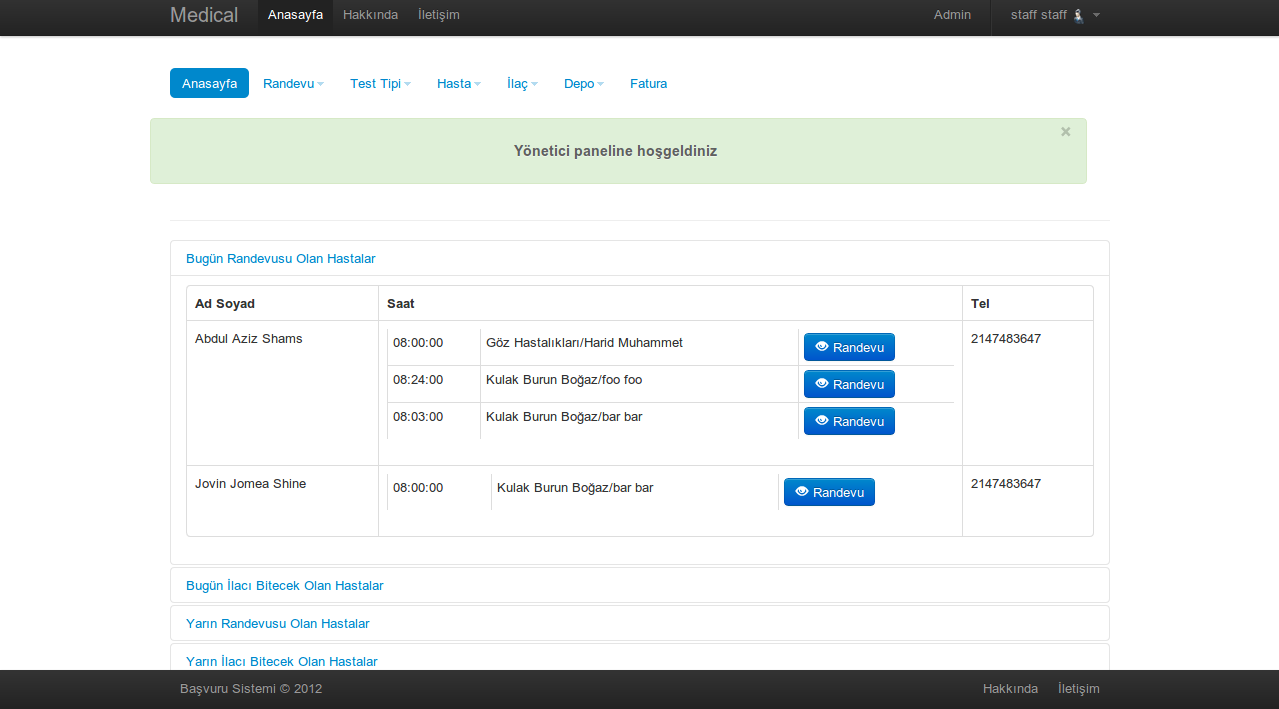 Medical Anasayfa Hakkında İletişim Admin staff staff
Anasayfa Randevu Test Tipi Hasta İlaç Depo Fatura
×
Yönetici paneline hoşgeldiniz
Bugün Randevusu Olan Hastalar
Ad Soyad Saat Tel
Abdul Aziz Shams 08:00:00 Göz Hastalıkları/Harid Muhammet Randevu 2147483647
08:24:00 Kulak Burun Boğaz/foo foo Randevu
08:03:00 Kulak Burun Boğaz/bar bar Randevu
Jovin Jomea Shine 08:00:00 Kulak Burun Boğaz/bar bar Randevu 2147483647
Bugün İlacı Bitecek Olan Hastalar
Yarın Randevusu Olan Hastalar
Yarın İlacı Bitecek Olan Hastalar
Başvuru Sistemi © 2012 Hakkında İletişim